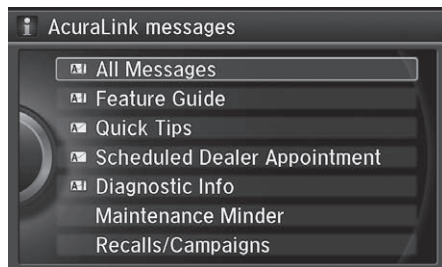 i AcuraLink messages
All Messages
Feature Guide
Quick Tips
Scheduled Dealer Appointment
Diagnostic Info
Maintenance Minder
Recalls/Campaigns